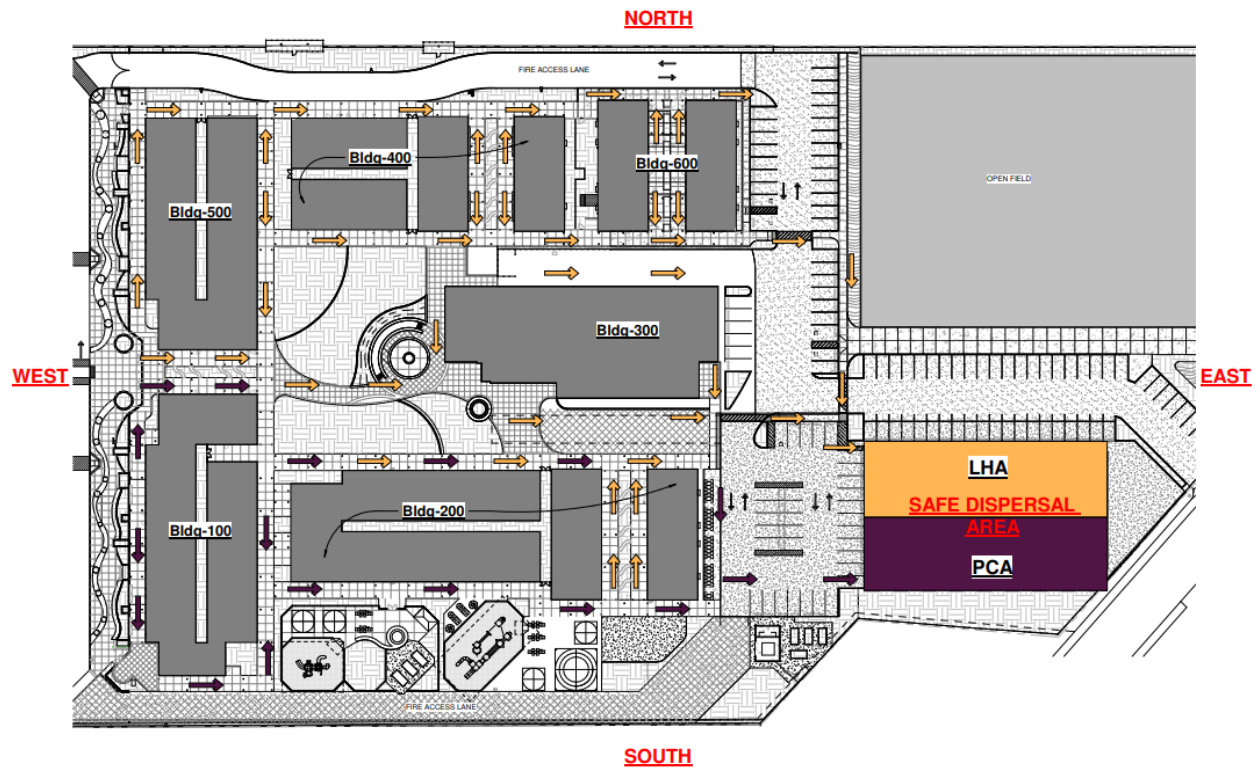 NORTH
FIRE ACCESS LANE
Bldg-400
Bldg-600
OPEN FIELD
Bldg-500
Bldg-300
WEST
EAST
LHA
SAFE DISPERSAL
AREA
Bldg-200
Bldg-100
PCA
FIRE ACCESS LANE
SOUTH